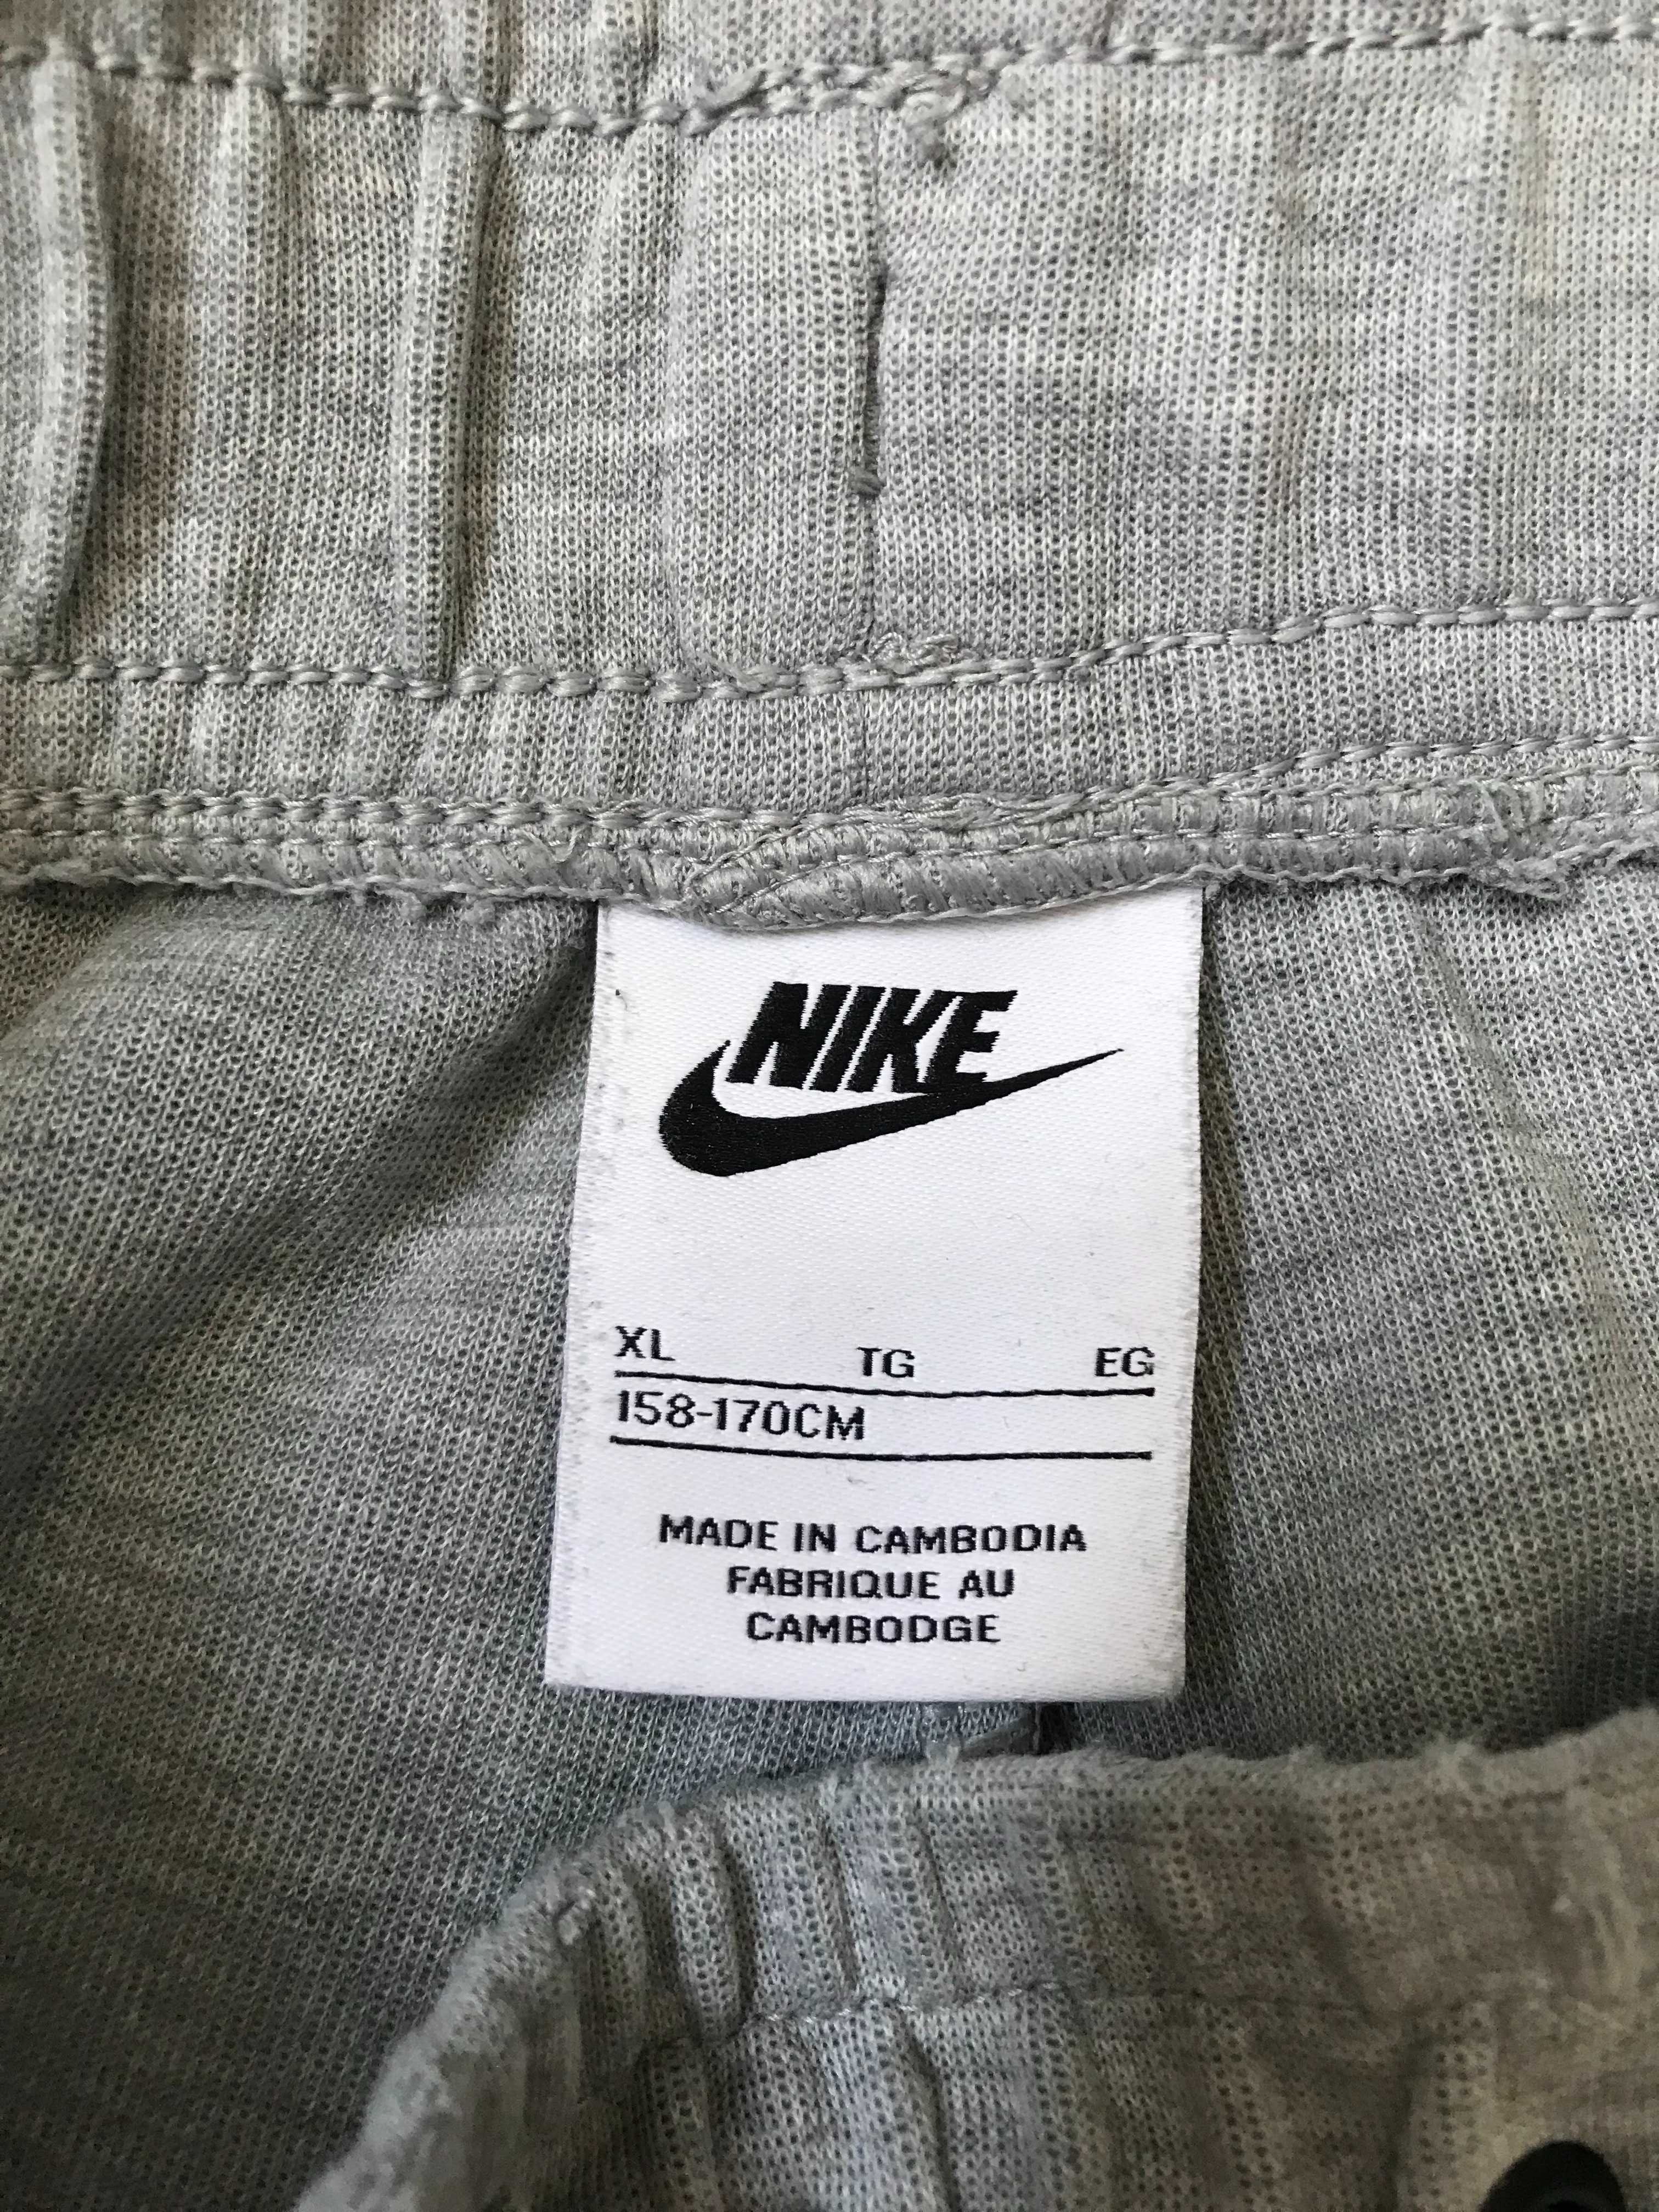 NIKE
XL TG EG
158-170CM
MADE IN CAMBODIA
FABRIQUE AU
CAMBODGE